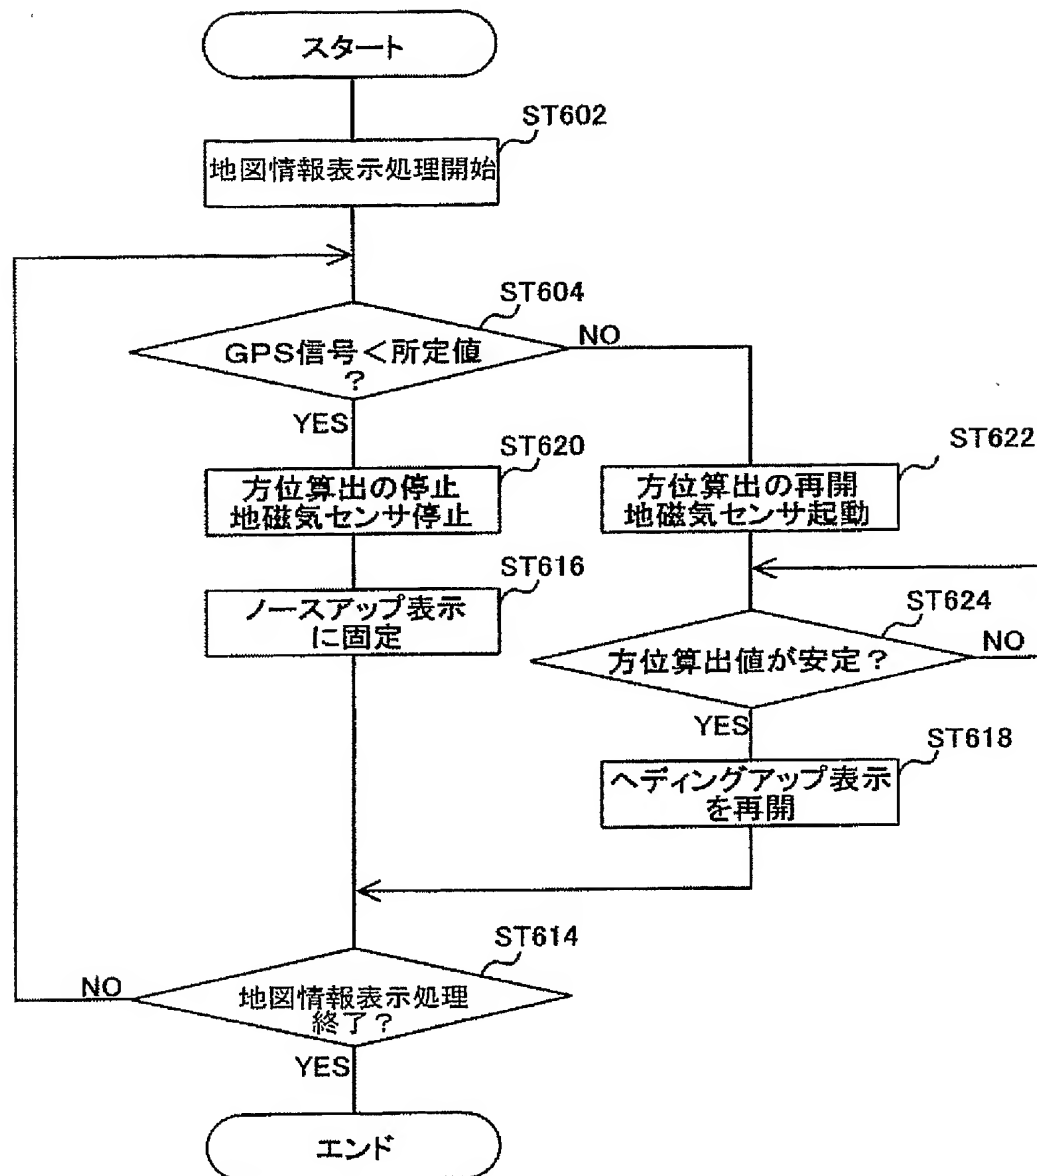 スタート
ST602
地図情報表示処理開始
ST604
GPS信号<所定値
?
NO
YES
ST620
方位算出の停止
地磁気センサ停止
ST622
方位算出の再開
地磁気センサ起動
ST616
ノースアップ表示
に固定
ST624
方位算出値が安定?
NO
YES
ST618
ヘディングアップ表示
を再開
ST614
地図情報表示処理
終了?
NO
YES
エンド